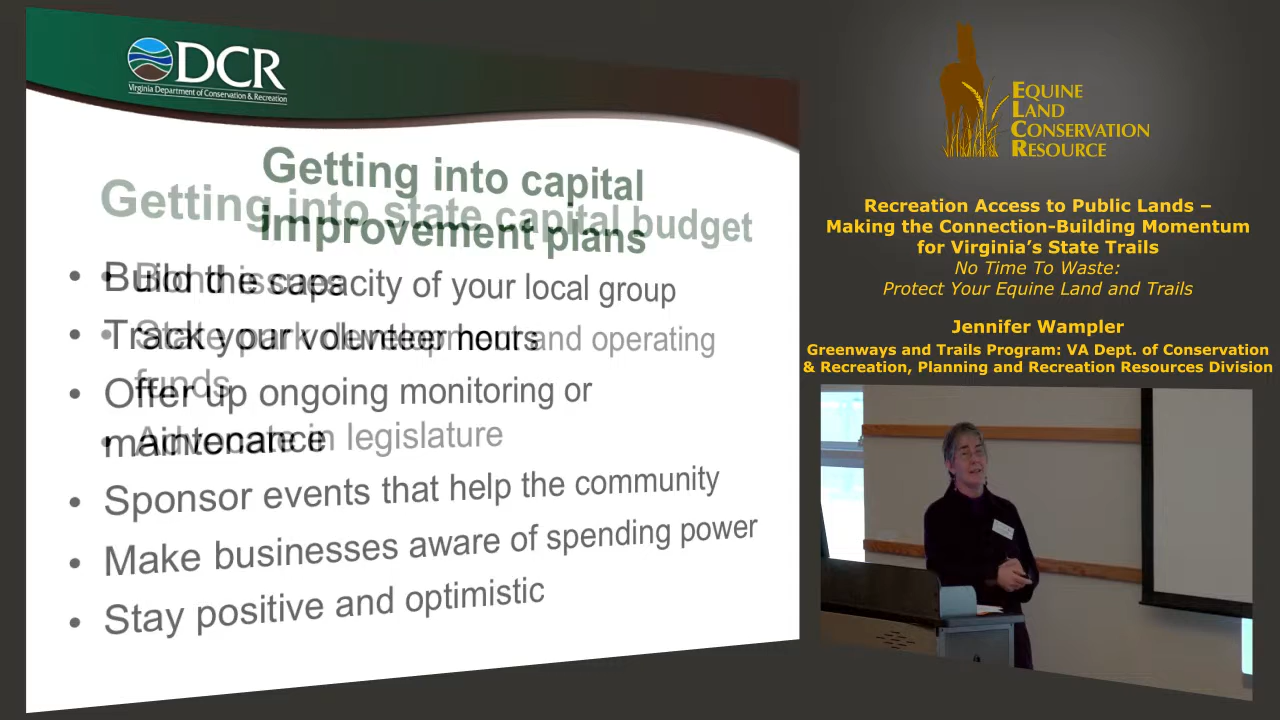 DCR
Virginia Department of Conservation & Recreation
Getting into capital
improvement plans
Getting into state capital budget
• Build the capacity of your local group
• Bond issues
• Track your volunteer hours
• State park development and operating
funds
• Offer up ongoing monitoring or
maintenance
• Advocate in legislature
• Sponsor events that help the community
• Make businesses aware of spending power
• Stay positive and optimistic
EQUINE
LAND
CONSERVATION
RESOURCE
Recreation Access to Public Lands –
Making the Connection-Building Momentum
for Virginia's State Trails
No Time To Waste:
Protect Your Equine Land and Trails
Jennifer Wampler
Greenways and Trails Program: VA Dept. of Conservation
& Recreation, Planning and Recreation Resources Division